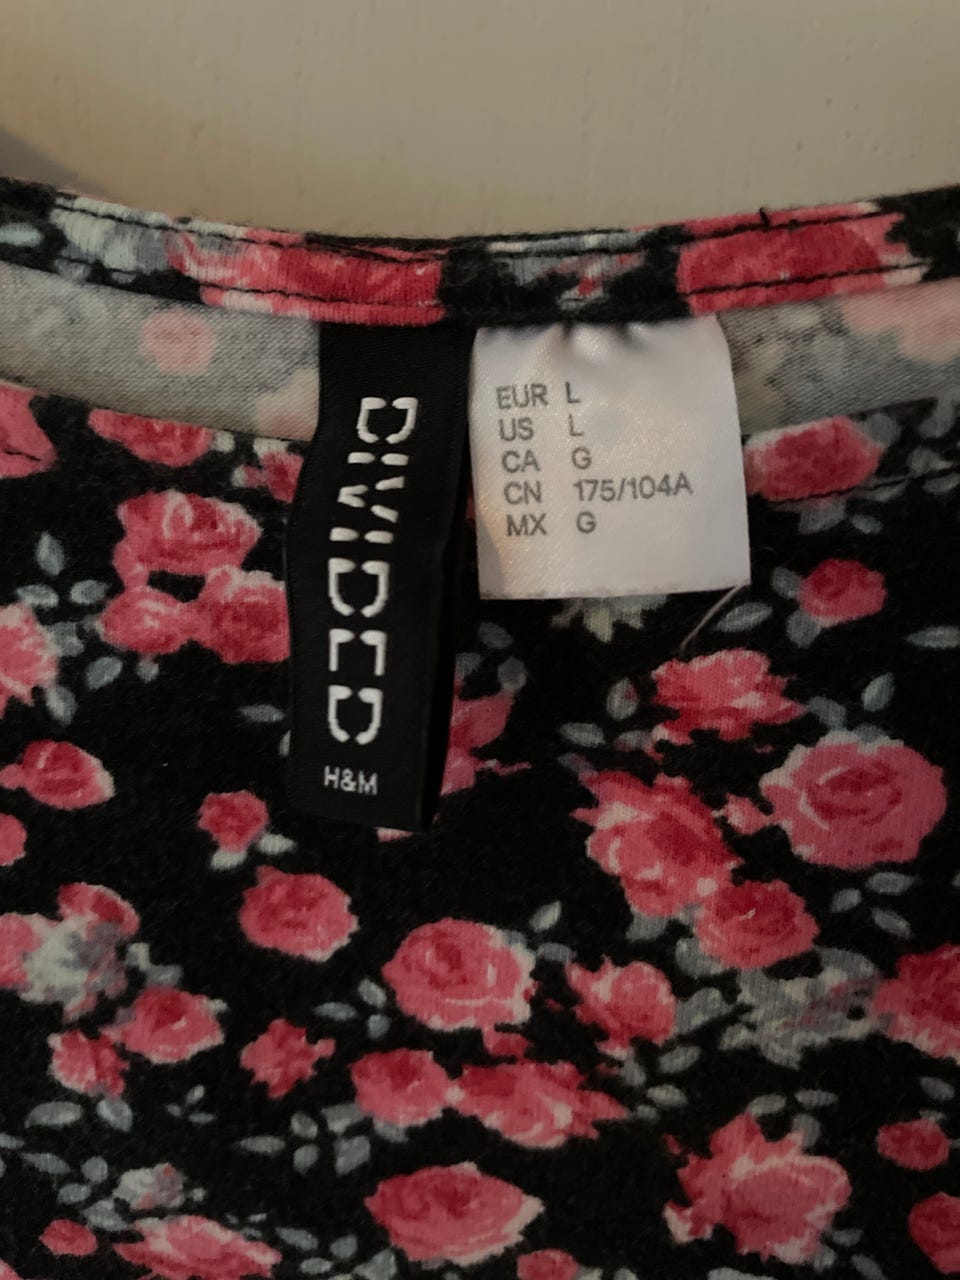 DIVIDED
H&M
EUR L
US L
CA G
CN 175/104A
MX G